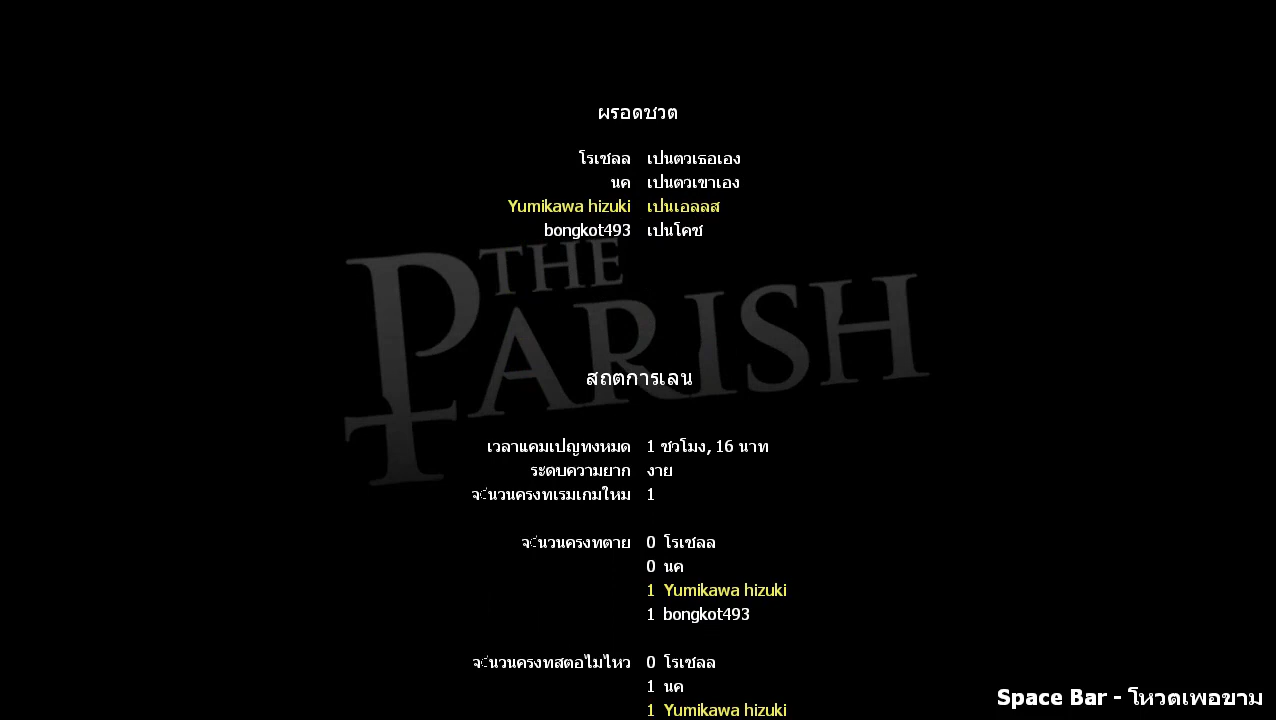 ผรอดชวต
โรเชลล เปนตวเธอเอง
นค เปนตวเขาเอง
Yumikawa hizuki เปนเอลลส
bongkot493 เปนโคช
THE
PARISH
สถตการเลน
เวลาแคมเปญทงหมด 1 ชวโมง, 16 นาท
ระดบความยาก งาย
จำนวนครงทเรมเกมใหม 1
จำนวนครงทตาย 0 โรเชลล
0 นค
1 Yumikawa hizuki
1 bongkot493
จำนวนครงทสตอไมไหว 0 โรเชลล
1 นค
1 Yumikawa hizuki
Space Bar - โหวตเพอขาม